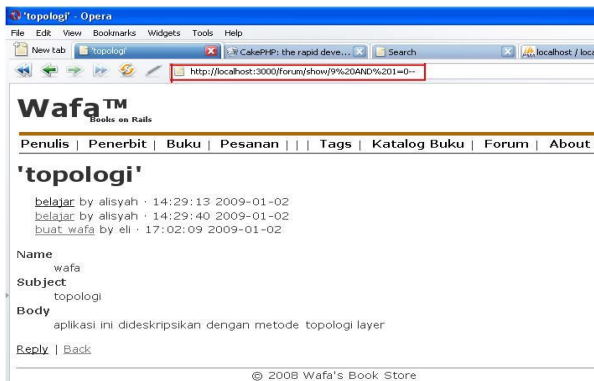 'topologi' - Opera
File Edit View Bookmarks Widgets Tools Help
New tab 'topologi' CakePHP: the rapid deve... Search localhost / loca
http://localhost:3000/forum/show/9%20AND%201=0--
Wafa™
Books on Rails
Penulis | Penerbit | Buku | Pesanan | | | Tags | Katalog Buku | Forum | About
'topologi'
belajar by alisyah · 14:29:13 2009-01-02
belajar by alisyah · 14:29:40 2009-01-02
buat wafa by eli · 17:02:09 2009-01-02
Name
wafa
Subject
topologi
Body
aplikasi ini dideskripsikan dengan metode topologi layer
Reply | Back
© 2008 Wafa's Book Store